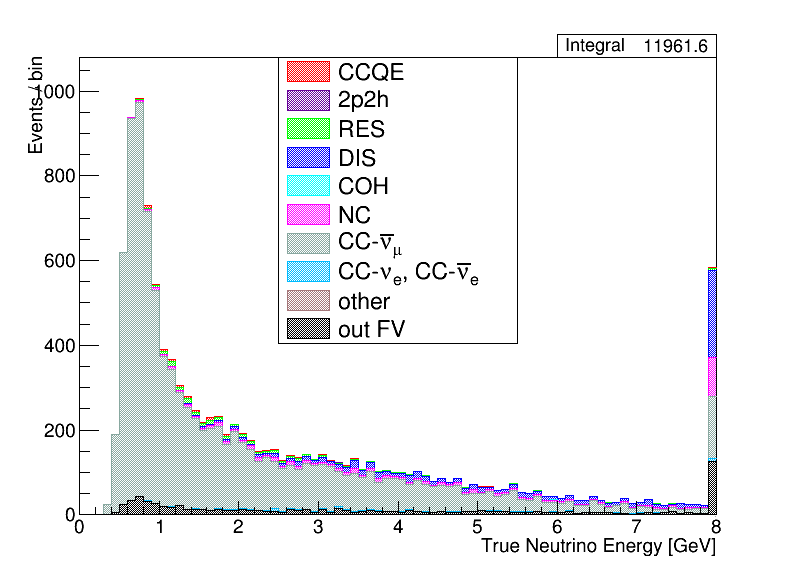 Integral 11961.6
Events / bin
CCQE
2p2h
RES
DIS
COH
NC
CC-ν̅μ
CC-νe, CC-ν̅e
other
out FV
1000
800
600
400
200
0
0 1 2 3 4 5 6 7 8
True Neutrino Energy [GeV]